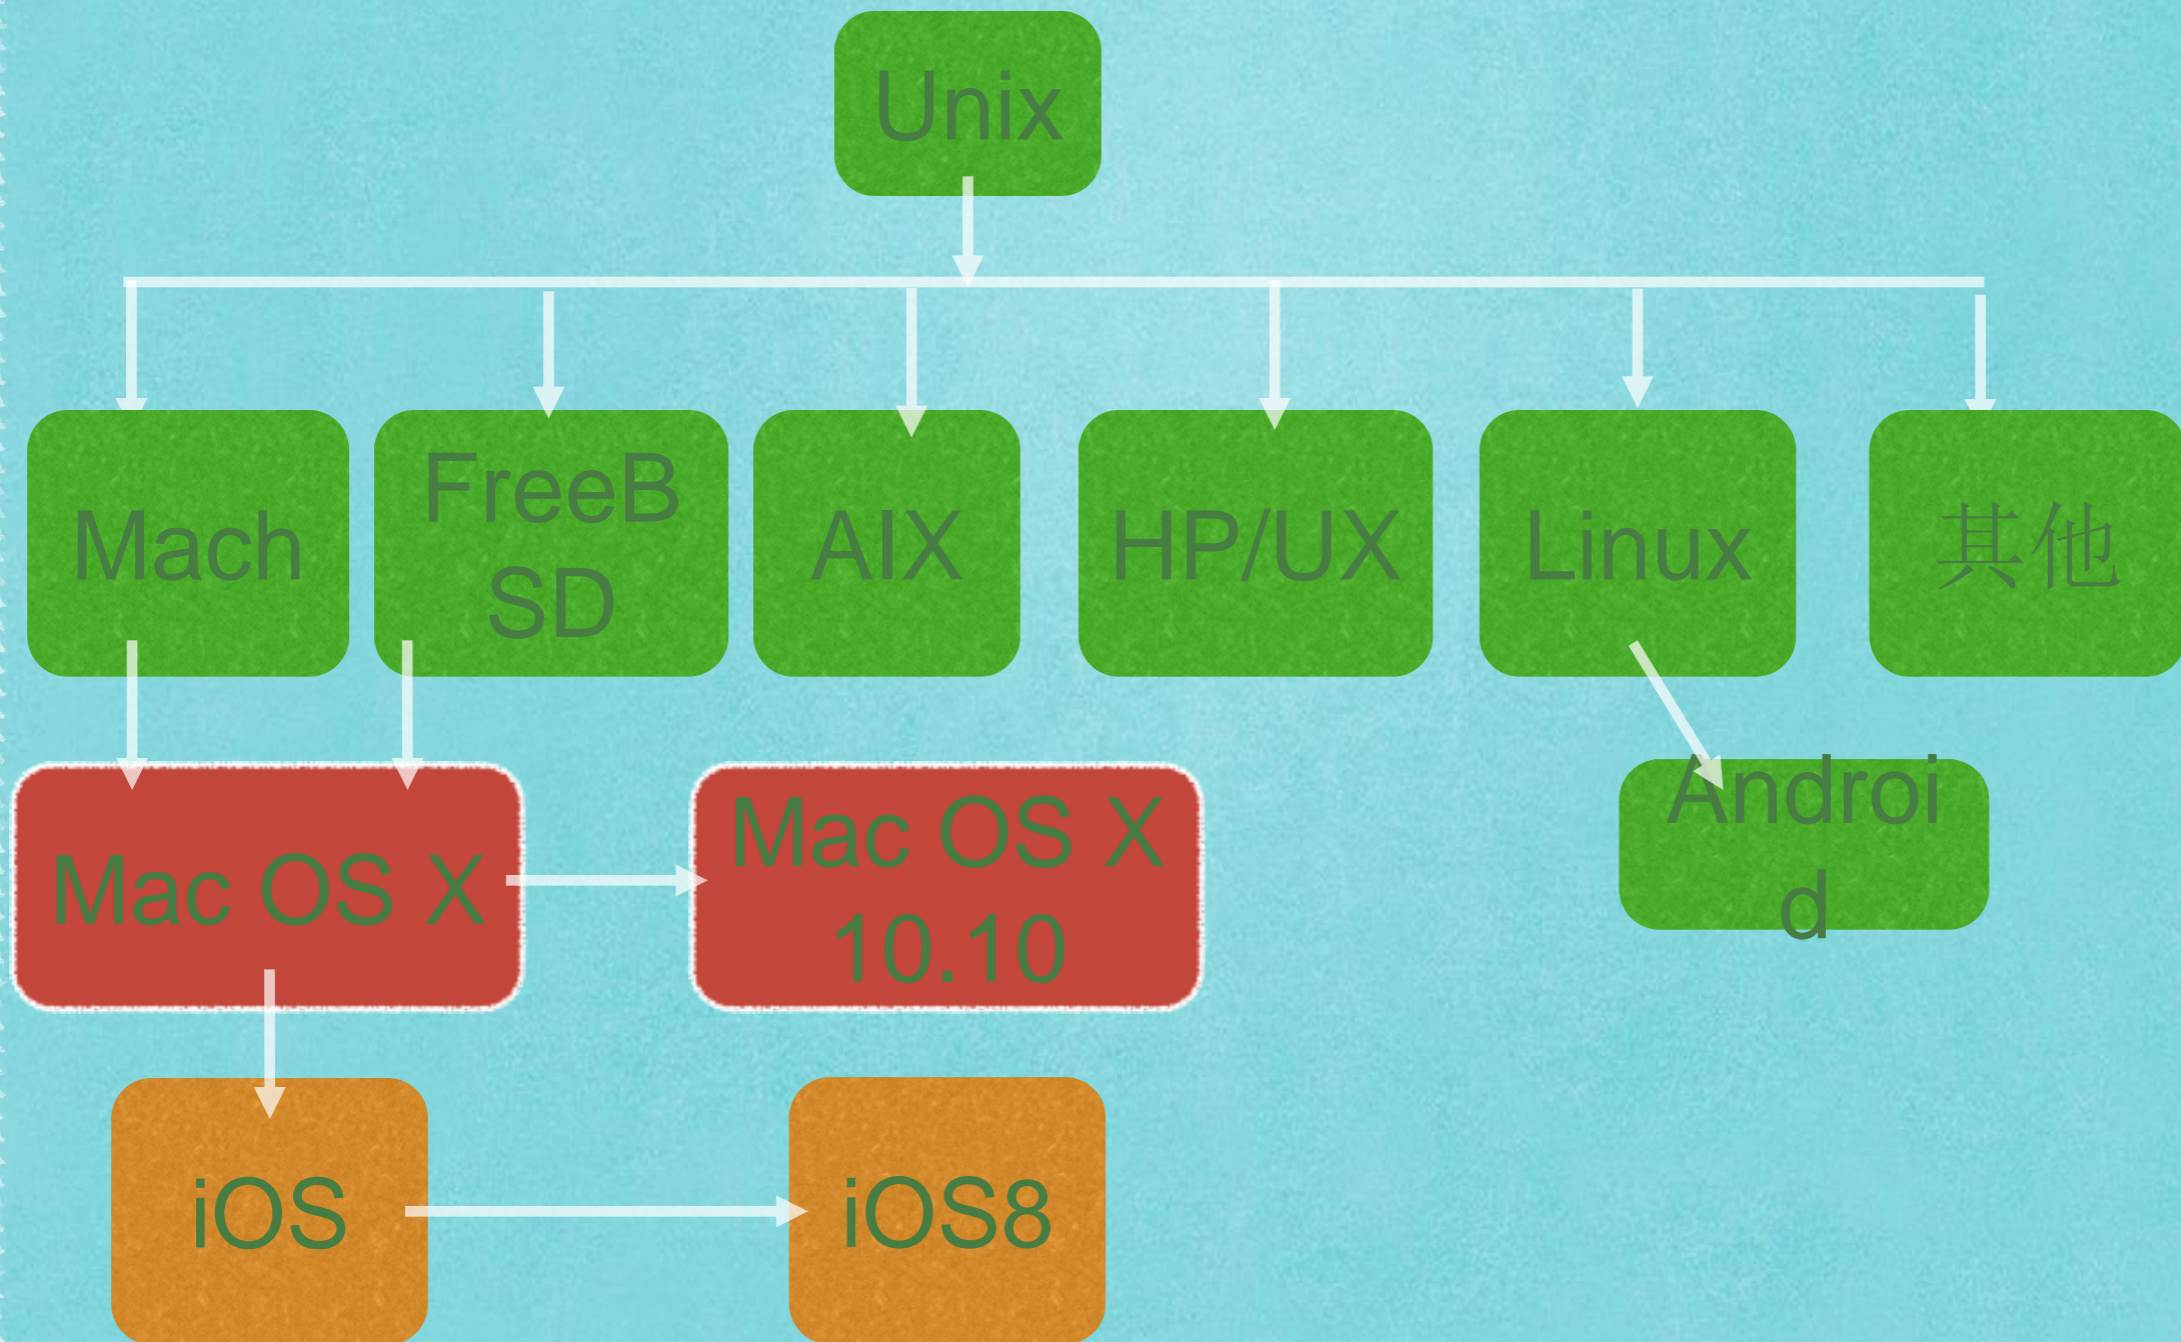 Unix
Mach
FreeB
SD
AIX
HP/UX
Linux
其他
Mac OS X
Mac OS X
10.10
Androi
d
iOS
iOS8